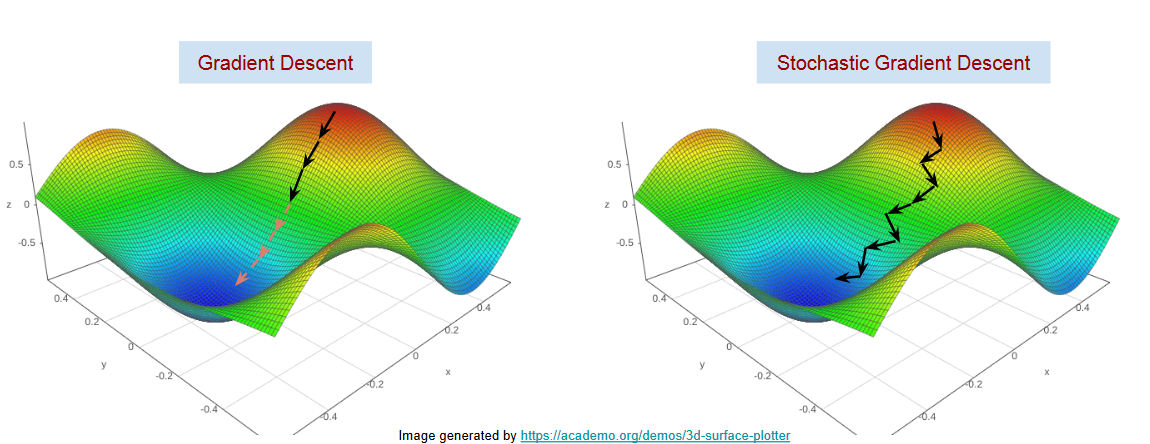 Gradient Descent
Stochastic Gradient Descent
0.5
z 0
-0.5
0.4
0.2
0
y
-0.2
-0.4
0.4
0.2
0
x
-0.2
-0.4
0.5
z 0
-0.5
0.4
0.2
0
y
-0.2
-0.4
0.4
0.2
0
x
-0.2
-0.4
Image generated by https://academo.org/demos/3d-surface-plotter